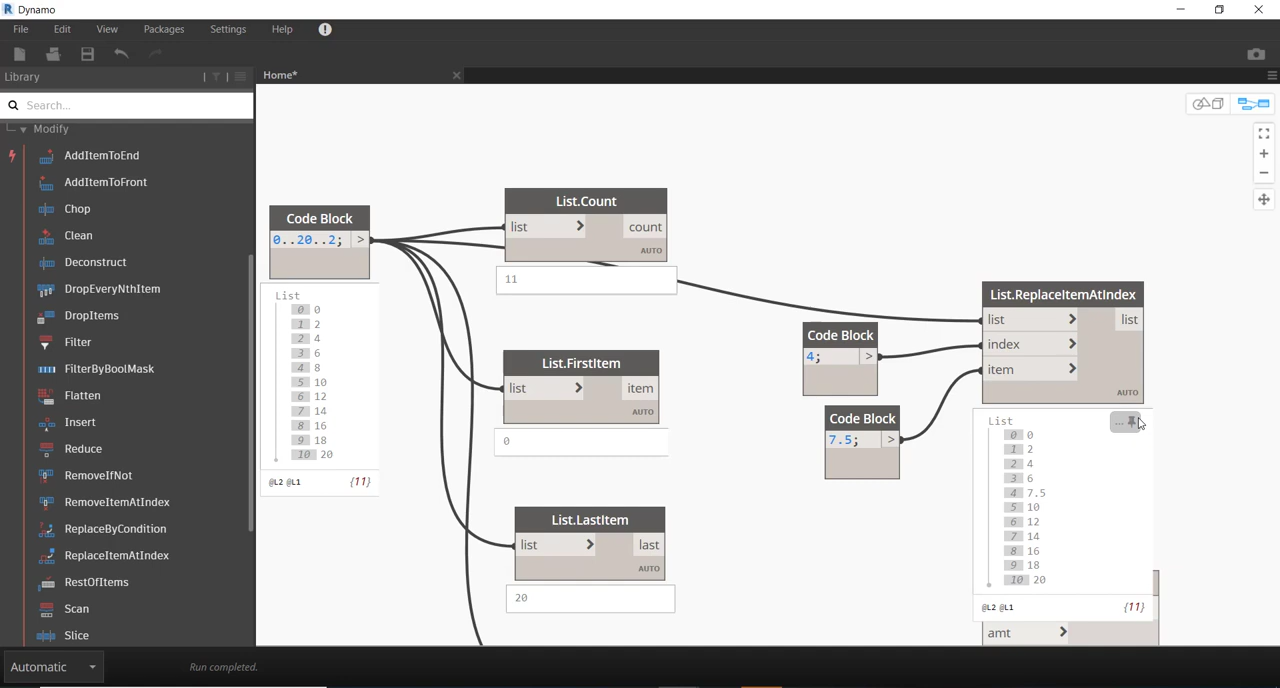 Dynamo
File Edit View Packages Settings Help
Library
Home*
Search...
Modify
AddItemToEnd
AddItemToFront
Chop
Clean
Deconstruct
DropEveryNthItem
DropItems
Filter
FilterByBoolMask
Flatten
Insert
Reduce
RemoveIfNot
RemoveItemAtIndex
ReplaceByCondition
ReplaceItemAtIndex
RestOfItems
Scan
Slice
Code Block
0..20..2; >
List
0 0
1 2
2 4
3 6
4 8
5 10
6 12
7 14
8 16
9 18
10 20
@L2 @L1 {11}
List.Count
list > count
AUTO
11
List.FirstItem
list > item
AUTO
0
List.LastItem
list > last
AUTO
20
Code Block
4; >
Code Block
7.5; >
List.ReplaceItemAtIndex
list > list
index >
item >
AUTO
List ...
0 0
1 2
2 4
3 6
4 7.5
5 10
6 12
7 14
8 16
9 18
10 20
@L2 @L1 {11}
amt >
Automatic
Run completed.